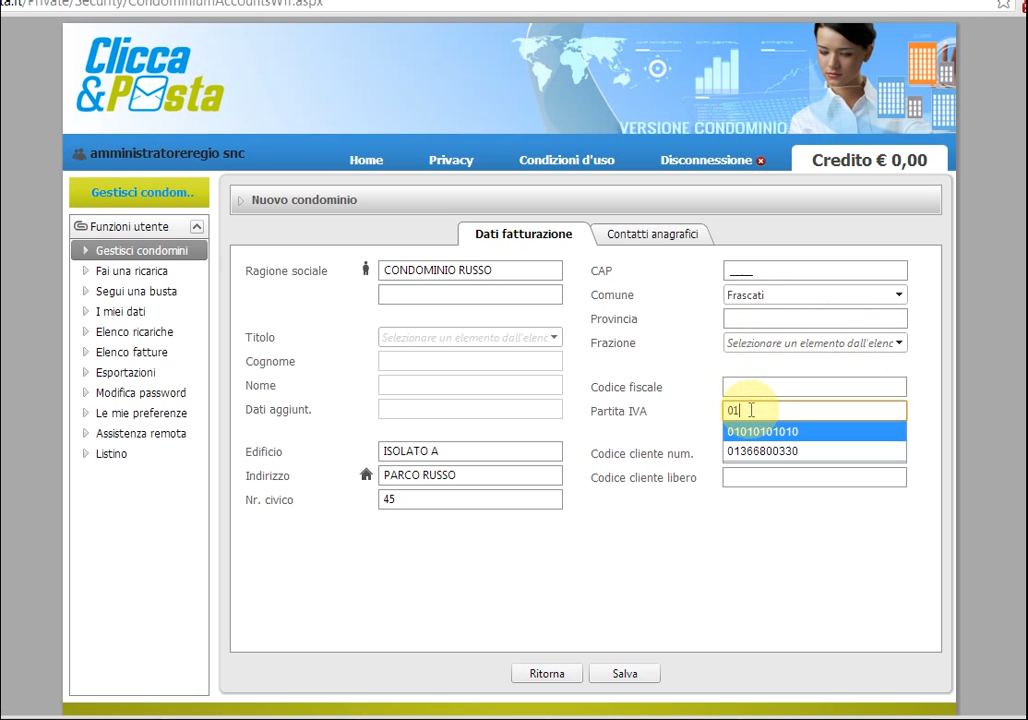 ta.it/Private/Security/CondominiumAccountsWfr.aspx
Clicca
&Posta
VERSIONE CONDOMINIO
amministratoreregio snc
Home
Privacy
Condizioni d'uso
Disconnessione
Credito € 0,00
Gestisci condom..
Funzioni utente
Gestisci condomini
Fai una ricarica
Segui una busta
I miei dati
Elenco ricariche
Elenco fatture
Esportazioni
Modifica password
Le mie preferenze
Assistenza remota
Listino
Nuovo condominio
Dati fatturazione
Contatti anagrafici
Ragione sociale
CONDOMINIO RUSSO
Titolo
Selezionare un elemento dall'elenc
Cognome
Nome
Dati aggiunt.
Edificio
ISOLATO A
Indirizzo
PARCO RUSSO
Nr. civico
45
CAP
_____
Comune
Frascati
Provincia
Frazione
Selezionare un elemento dall'elenc
Codice fiscale
Partita IVA
01
01010101010
01366800330
Codice cliente num.
Codice cliente libero
Ritorna
Salva